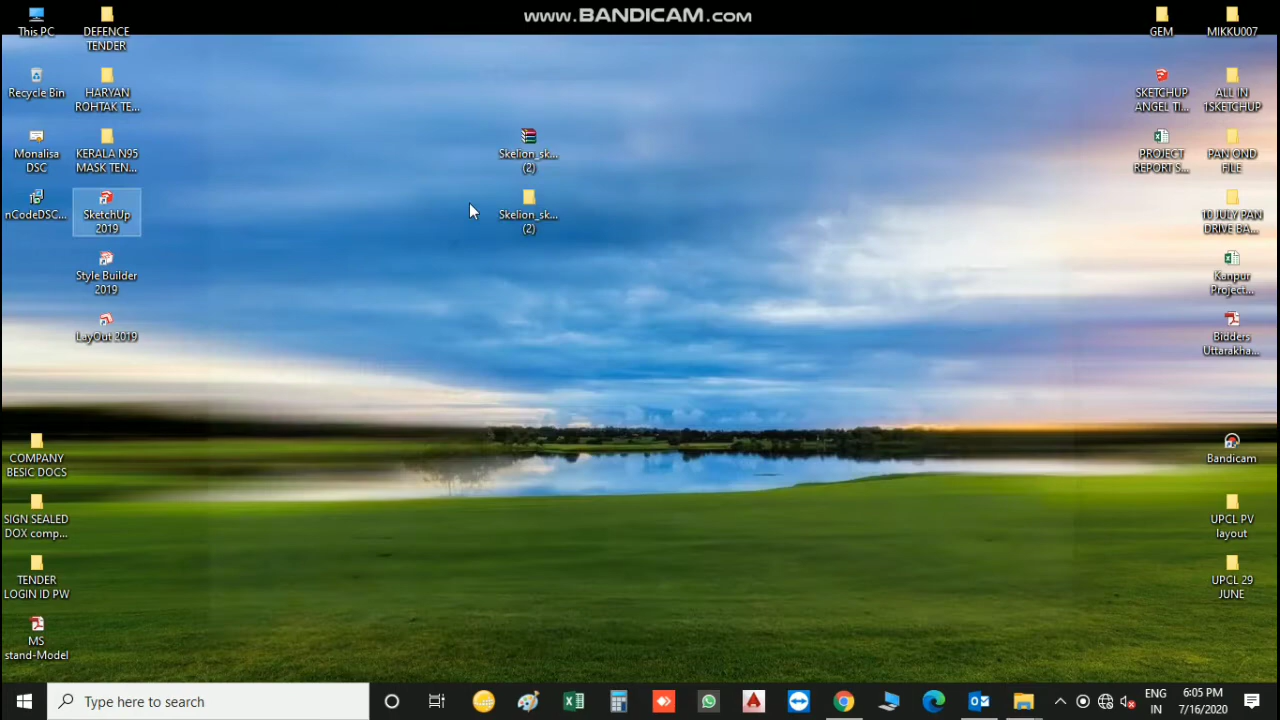 www.BANDICAM.com
This PC
DEFENCE
TENDER
Recycle Bin
HARYAN
ROHTAK TE...
Monalisa
DSC
KERALA N95
MASK TEN...
nCodeDSC...
SketchUp
2019
Style Builder
2019
LayOut 2019
COMPANY
BESIC DOCS
SIGN SEALED
DOX comp...
TENDER
LOGIN ID PW
MS
stand-Model
Skelion_sk...
(2)
Skelion_sk...
(2)
GEM
MIKKU007
SKETCHUP
ANGEL TI...
ALL IN
1SKETCHUP
PROJECT
REPORT S...
PAN OND
FILE
10 JULY PAN
DRIVE BA...
Kanpur
Project...
Bidders
Uttarakha...
Bandicam
UPCL PV
layout
UPCL 29
JUNE
Type here to search
ENG
IN
6:05 PM
7/16/2020